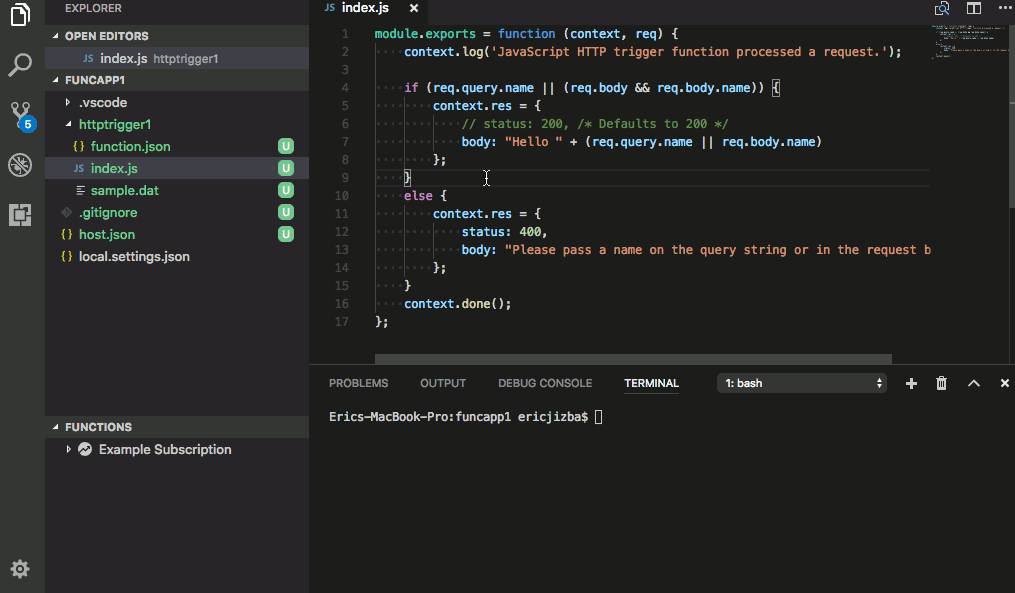 EXPLORER
OPEN EDITORS
JS index.js httptrigger1
FUNCAPP1
.vscode
httptrigger1
{} function.json U
JS index.js U
sample.dat U
.gitignore U
{} host.json U
{} local.settings.json
5
FUNCTIONS
Example Subscription
JS index.js ×
1 module.exports = function (context, req) {
2 context.log('JavaScript HTTP trigger function processed a request.');
3
4 if (req.query.name || (req.body && req.body.name)) {
5 context.res = {
6 // status: 200, /* Defaults to 200 */
7 body: "Hello " + (req.query.name || req.body.name)
8 };
9 }
10 else {
11 context.res = {
12 status: 400,
13 body: "Please pass a name on the query string or in the request b
14 };
15 }
16 context.done();
17 };
PROBLEMS OUTPUT DEBUG CONSOLE TERMINAL 1: bash
Erics-MacBook-Pro:funcapp1 ericjizba$